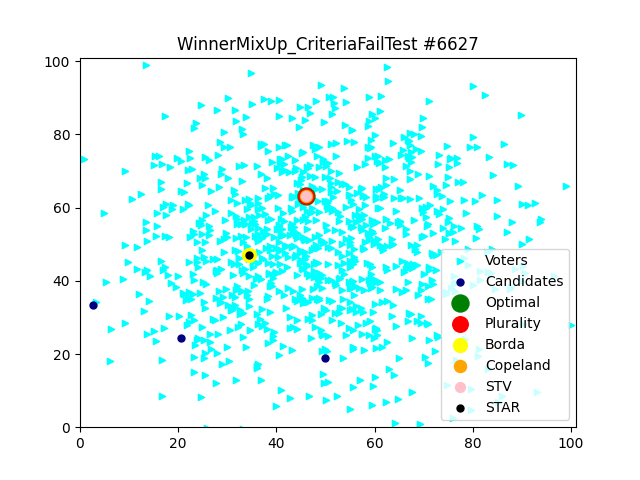 WinnerMixUp_CriteriaFailTest #6627
100
80
60
40
20
0
0 20 40 60 80 100
Voters
Candidates
Optimal
Plurality
Borda
Copeland
STV
STAR